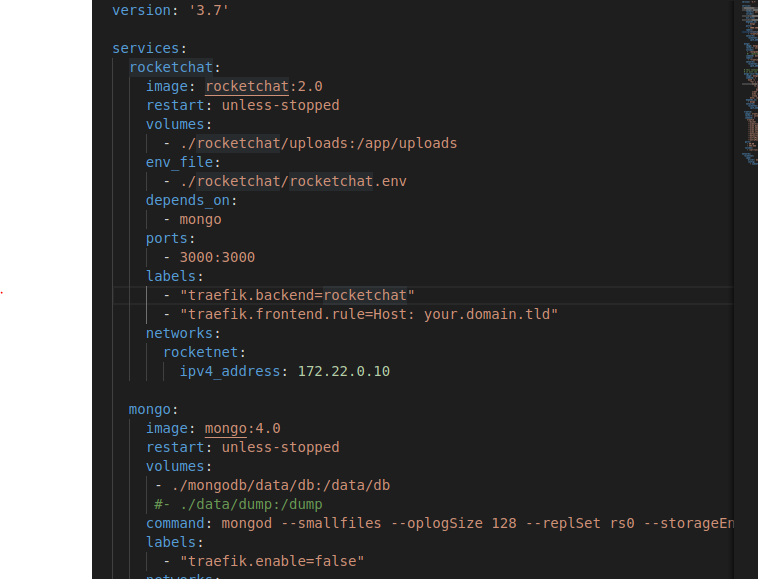 version: '3.7'
services:
rocketchat:
image: rocketchat:2.0
restart: unless-stopped
volumes:
- ./rocketchat/uploads:/app/uploads
env_file:
- ./rocketchat/rocketchat.env
depends_on:
- mongo
ports:
- 3000:3000
labels:
- "traefik.backend=rocketchat"
- "traefik.frontend.rule=Host: your.domain.tld"
networks:
rocketnet:
ipv4_address: 172.22.0.10
mongo:
image: mongo:4.0
restart: unless-stopped
volumes:
- ./mongodb/data/db:/data/db
#- ./data/dump:/dump
command: mongod --smallfiles --oplogSize 128 --replSet rs0 --storageEn
labels:
- "traefik.enable=false"